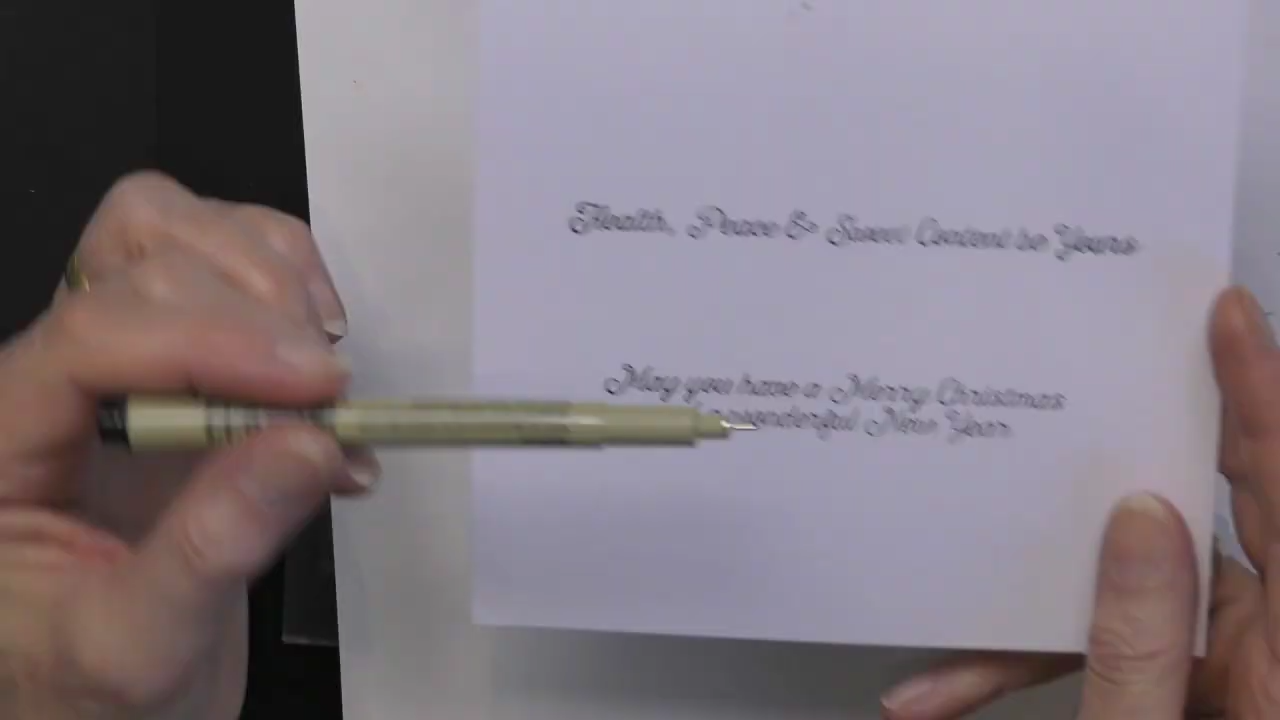 Health, Peace & Sweet Content be Yours
May you have a Merry Christmas
wonderful New Year